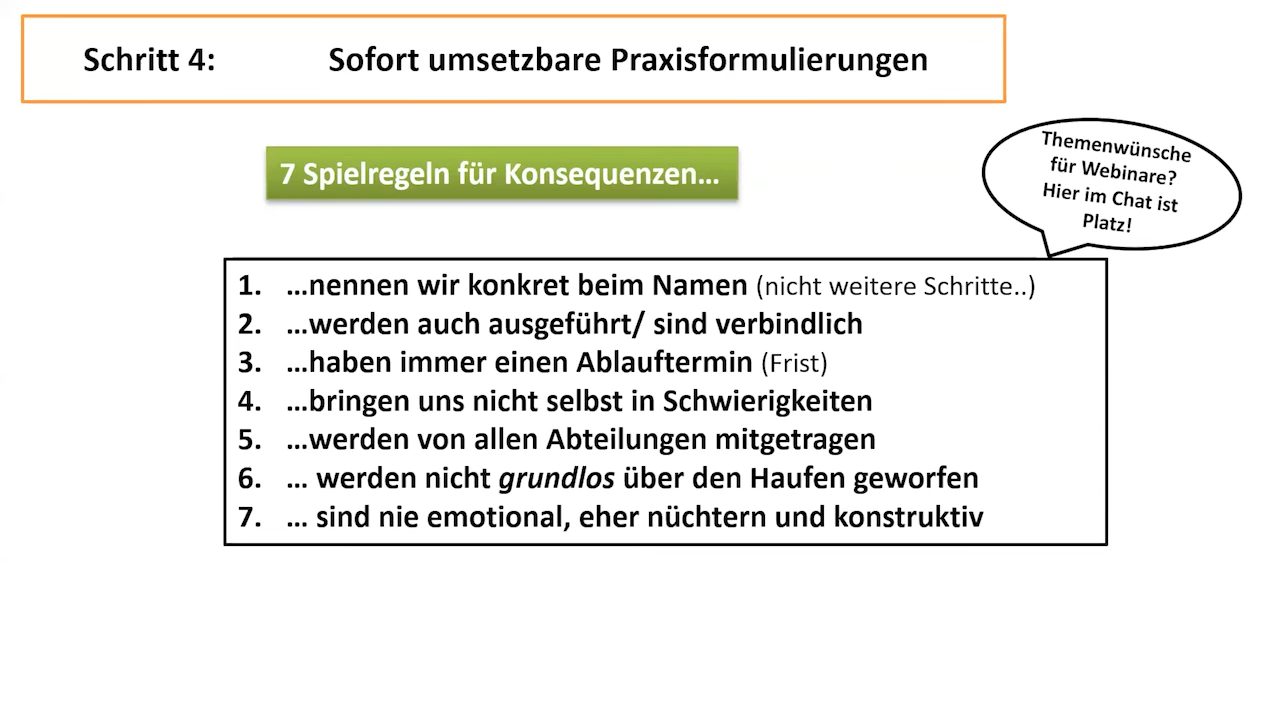 Schritt 4: Sofort umsetzbare Praxisformulierungen
7 Spielregeln für Konsequenzen...
Themenwünsche
für Webinare?
Hier im Chat ist
Platz!
1. ...nennen wir konkret beim Namen (nicht weitere Schritte..)
2. ...werden auch ausgeführt/ sind verbindlich
3. ...haben immer einen Ablauftermin (Frist)
4. ...bringen uns nicht selbst in Schwierigkeiten
5. ...werden von allen Abteilungen mitgetragen
6. ... werden nicht grundlos über den Haufen geworfen
7. ... sind nie emotional, eher nüchtern und konstruktiv